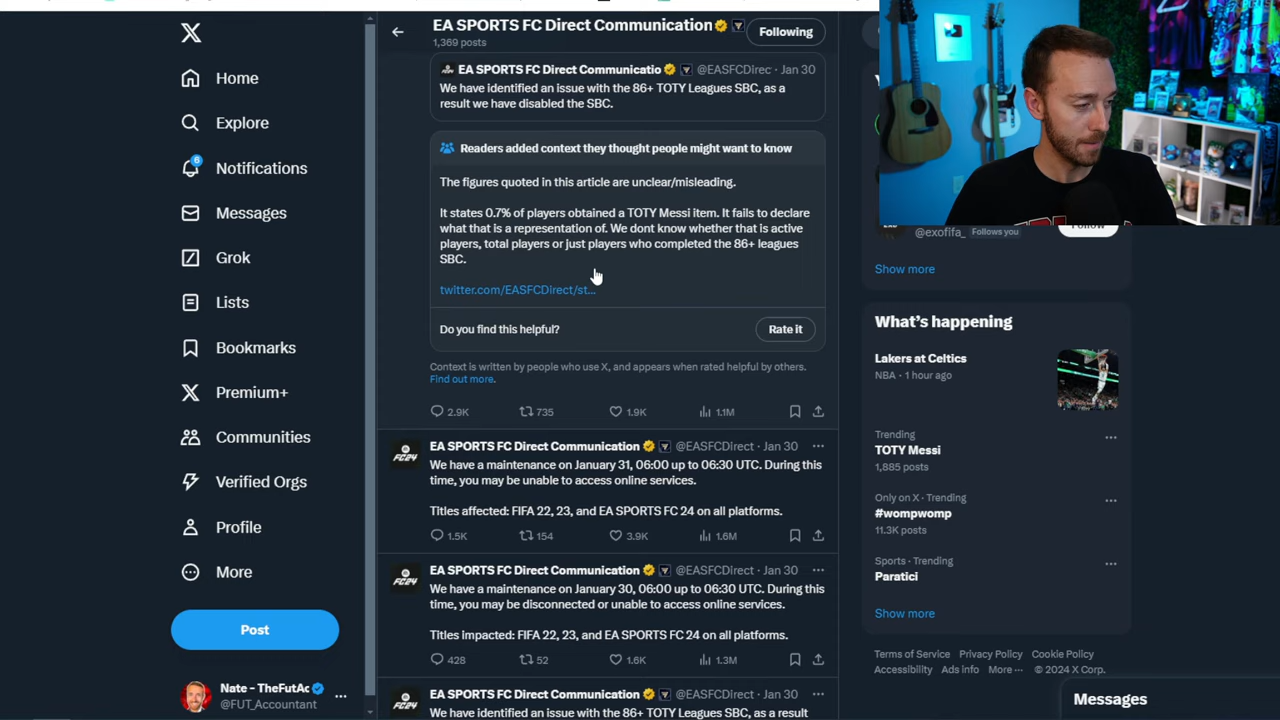 EA SPORTS FC Direct Communication
1,369 posts
Following
Home
Explore
6
Notifications
Messages
Grok
Lists
Bookmarks
Premium+
Communities
Verified Orgs
Profile
More
Post
Nate - TheFutAc
@FUT_Accountant
EA SPORTS FC Direct Communicatio @EASFCDirec · Jan 30
We have identified an issue with the 86+ TOTY Leagues SBC, as a
result we have disabled the SBC.
Readers added context they thought people might want to know
The figures quoted in this article are unclear/misleading.
It states 0.7% of players obtained a TOTY Messi item. It fails to declare
what that is a representation of. We dont know whether that is active
players, total players or just players who completed the 86+ leagues
SBC.
twitter.com/EASFCDirect/st...
Do you find this helpful?
Rate it
Context is written by people who use X, and appears when rated helpful by others.
Find out more.
2.9K 735 1.9K 1.1M
FC24
EA SPORTS FC Direct Communication @EASFCDirect · Jan 30
We have a maintenance on January 31, 06:00 up to 06:30 UTC. During this
time, you may be unable to access online services.
Titles affected: FIFA 22, 23, and EA SPORTS FC 24 on all platforms.
1.5K 154 3.9K 1.6M
FC24
EA SPORTS FC Direct Communication @EASFCDirect · Jan 30
We have a maintenance on January 30, 06:00 up to 06:30 UTC. During this
time, you may be disconnected or unable to access online services.
Titles impacted: FIFA 22, 23, and EA SPORTS FC 24 on all platforms.
428 52 1.6K 1.3M
FC24
EA SPORTS FC Direct Communication @EASFCDirect · Jan 30
We have identified an issue with the 86+ TOTY Leagues SBC, as a result
@exofifa_ Follows you
Follow
Show more
What's happening
Lakers at Celtics
NBA · 1 hour ago
Trending
TOTY Messi
1,885 posts
Only on X · Trending
#wompwomp
11.3K posts
Sports · Trending
Paratici
Show more
Terms of Service Privacy Policy Cookie Policy
Accessibility Ads info More ··· © 2024 X Corp.
Messages